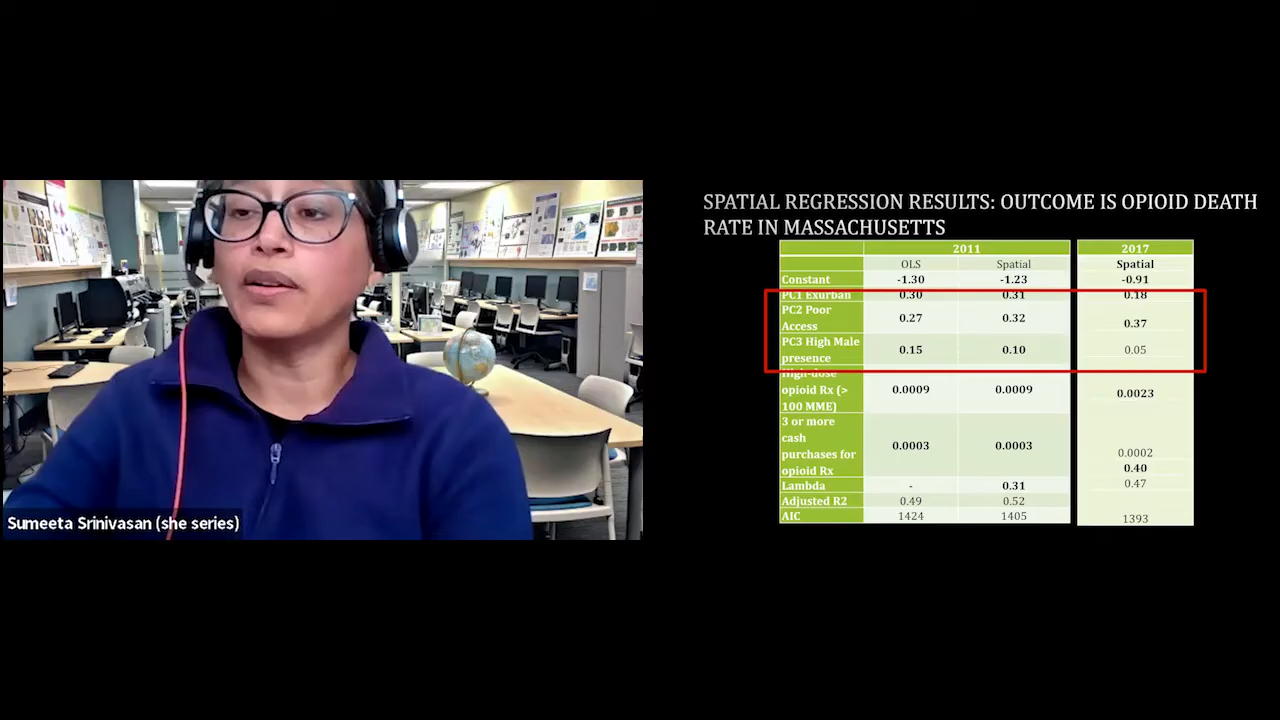 SPATIAL REGRESSION RESULTS: OUTCOME IS OPIOID DEATH
RATE IN MASSACHUSETTS
2011 2017
OLS Spatial Spatial
Constant -1.30 -1.23 -0.91
PC1 Exurban 0.30 0.31 0.18
PC2 Poor
Access 0.27 0.32 0.37
PC3 High Male
presence 0.15 0.10 0.05
High-dose
opioid Rx (>
100 MME) 0.0009 0.0009 0.0023
3 or more
cash
purchases for
opioid Rx 0.0003 0.0003 0.0002
Lambda - 0.31 0.40
Adjusted R2 0.49 0.52 0.47
AIC 1424 1405 1393
Sumeeta Srinivasan (she series)